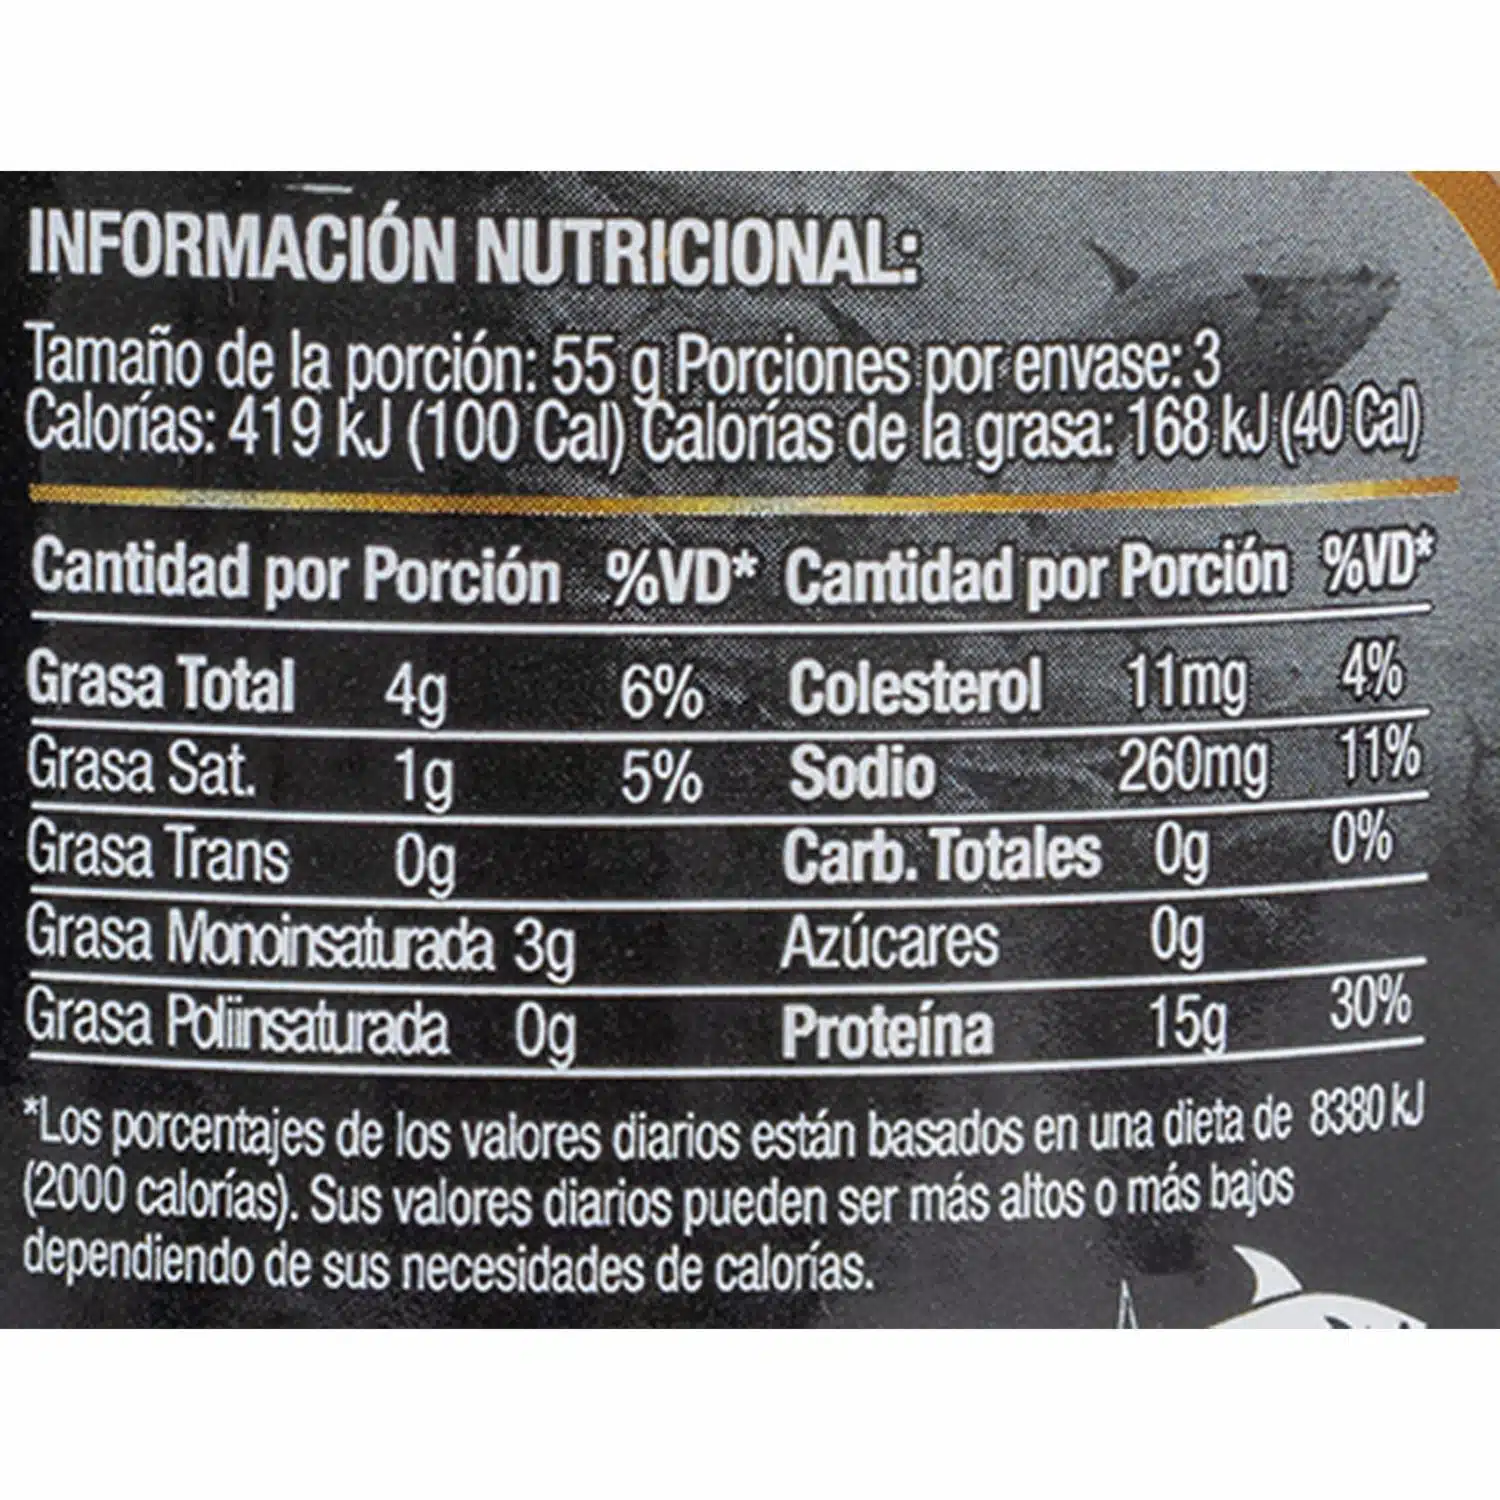 INFORMACIÓN NUTRICIONAL:
Tamaño de la porción: 55 g Porciones por envase: 3
Calorías: 419 kJ (100 Cal) Calorías de la grasa: 168 kJ (40 Cal)
Cantidad por Porción %VD* Cantidad por Porción %VD*
Grasa Total 4g 6% Colesterol 11mg 4%
Grasa Sat. 1g 5% Sodio 260mg 11%
Grasa Trans 0g Carb. Totales 0g 0%
Grasa Monoinsaturada 3g Azúcares 0g
Grasa Poliinsaturada 0g Proteína 15g 30%
*Los porcentajes de los valores diarios están basados en una dieta de 8380 kJ
(2000 calorías). Sus valores diarios pueden ser más altos o más bajos
dependiendo de sus necesidades de calorías.